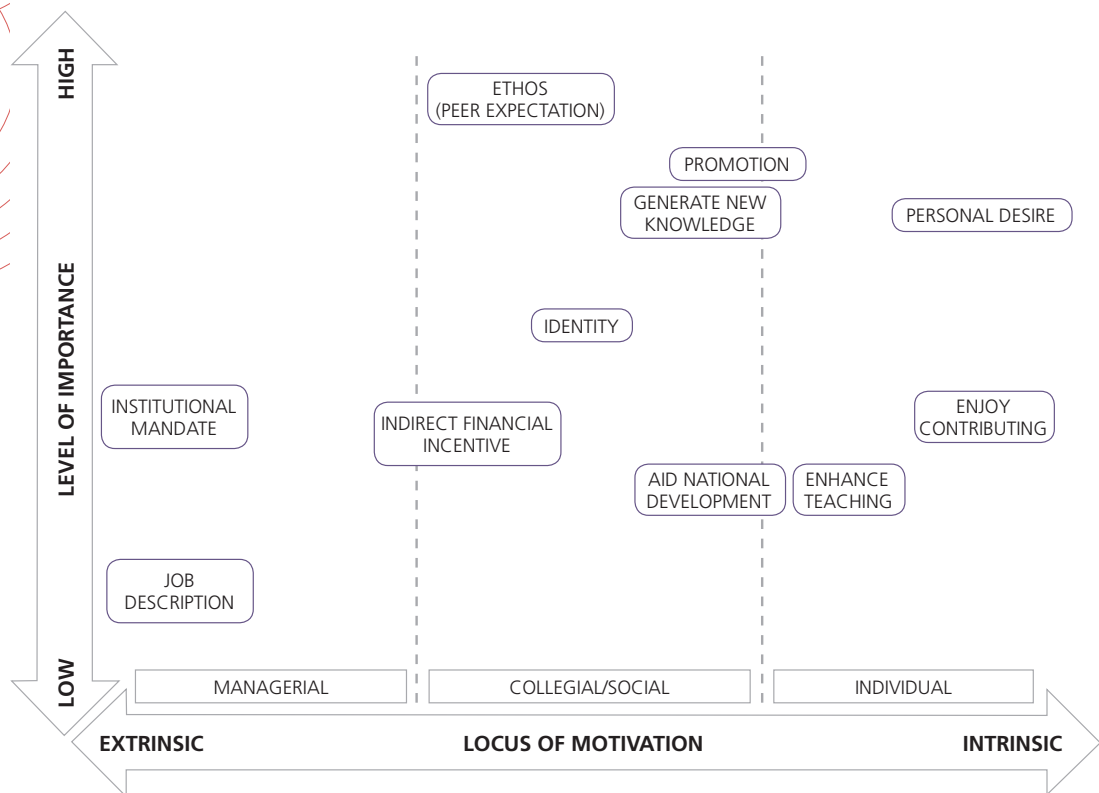 HIGH
ETHOS
(PEER EXPECTATION)
PROMOTION
GENERATE NEW
KNOWLEDGE
PERSONAL DESIRE
IDENTITY
LEVEL OF IMPORTANCE
INSTITUTIONAL
MANDATE
INDIRECT FINANCIAL
INCENTIVE
ENJOY
CONTRIBUTING
AID NATIONAL
DEVELOPMENT
ENHANCE
TEACHING
JOB
DESCRIPTION
LOW
MANAGERIAL
COLLEGIAL/SOCIAL
INDIVIDUAL
EXTRINSIC
LOCUS OF MOTIVATION
INTRINSIC